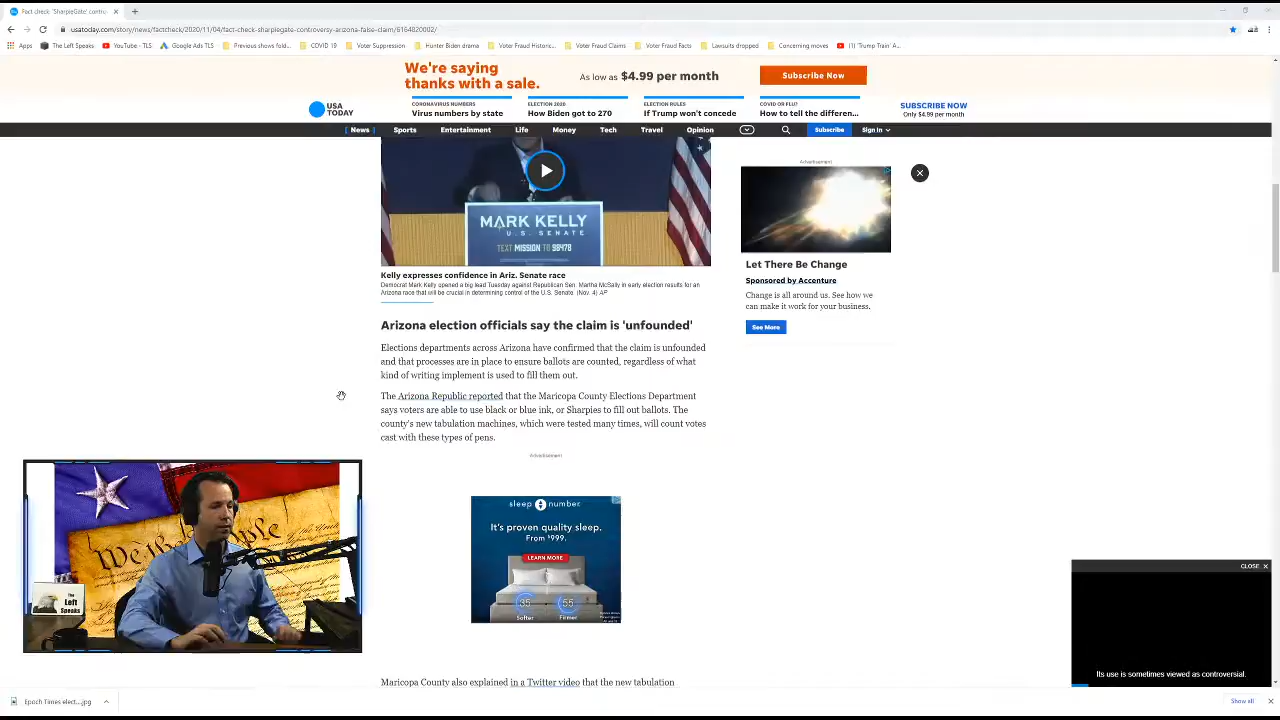 Fact check: 'SharpieGate' contro
usatoday.com/story/news/factcheck/2020/11/04/fact-check-sharpiegate-controversy-arizona-false-claim/6164820002/
Apps
The Left Speaks
YouTube - TLS
Google Ads TLS
Previous shows fold...
COVID 19
Voter Suppression
Hunter Biden drama
Voter Fraud Historic...
Voter Fraud Claims
Voter Fraud Facts
Lawsuits dropped
Concerning moves
(1) 'Trump Train' A...
We're saying
thanks with a sale.
As low as $4.99 per month
Subscribe Now
USA
TODAY
CORONAVIRUS NUMBERS
Virus numbers by state
ELECTION 2020
How Biden got to 270
ELECTION RULES
If Trump won't concede
COVID OR FLU?
How to tell the differen...
SUBSCRIBE NOW
Only $4.99 per month
[ News ]
Sports
Entertainment
Life
Money
Tech
Travel
Opinion
Subscribe
Sign In
MARK KELLY
U.S. SENATE
TEXT MISSION TO 98478
Kelly expresses confidence in Ariz. Senate race
Democrat Mark Kelly opened a big lead Tuesday against Republican Sen. Martha McSally in early election results for an
Arizona race that will be crucial in determining control of the U.S. Senate. (Nov. 4) AP
Arizona election officials say the claim is 'unfounded'
Elections departments across Arizona have confirmed that the claim is unfounded
and that processes are in place to ensure ballots are counted, regardless of what
kind of writing implement is used to fill them out.
The Arizona Republic reported that the Maricopa County Elections Department
says voters are able to use black or blue ink, or Sharpies to fill out ballots. The
county's new tabulation machines, which were tested many times, will count votes
cast with these types of pens.
Advertisement
sleep number.
It's proven quality sleep.
From $999.
LEARN MORE
35
Softer
55
Firmer
Maricopa County also explained in a Twitter video that the new tabulation
Advertisement
Let There Be Change
Sponsored by Accenture
Change is all around us. See how we
can make it work for your business.
See More
We the People
The
Left
Speaks
CLOSE X
Its use is sometimes viewed as controversial.
Epoch Times elect....jpg
Show all